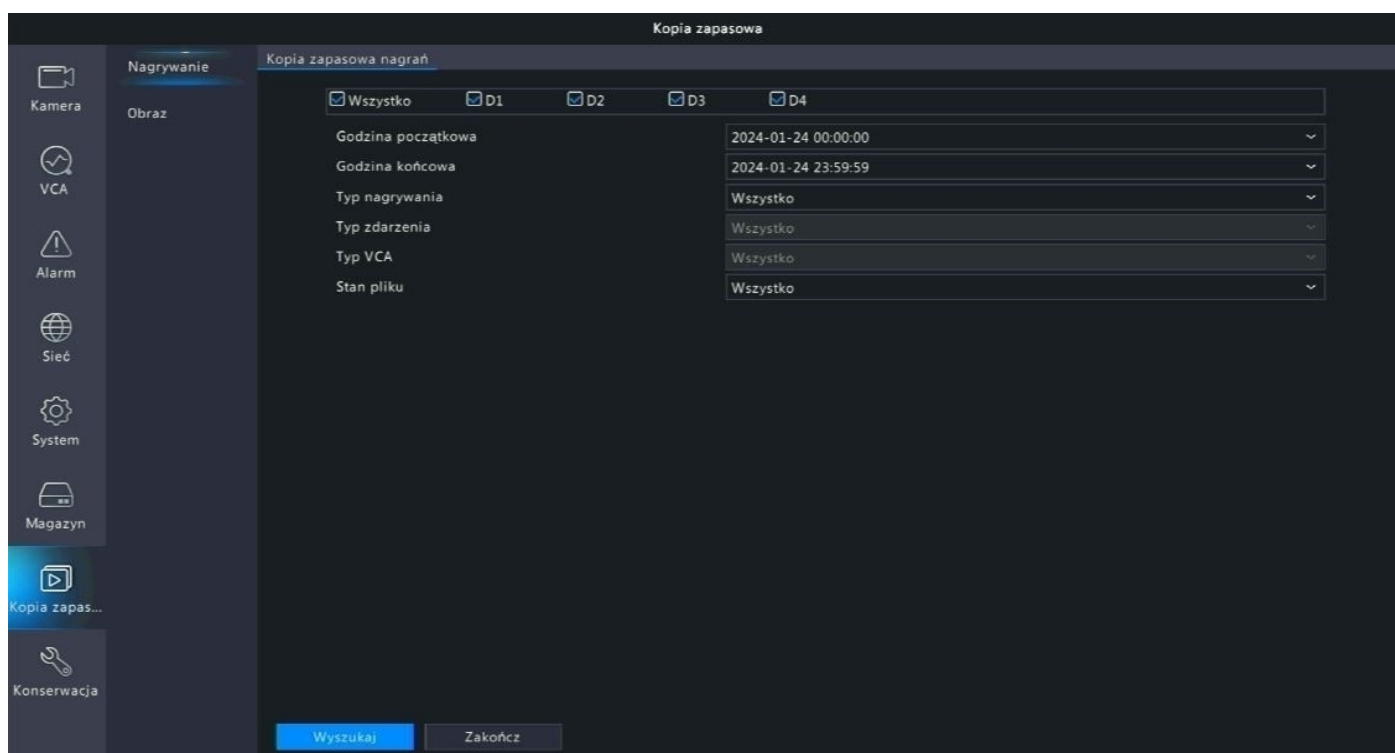 Kopia zapasowa
Kamera
VCA
Alarm
Sieć
System
Magazyn
Kopia zapas...
Konserwacja
Nagrywanie
Obraz
Kopia zapasowa nagrań
Wszystko D1 D2 D3 D4
Godzina początkowa 2024-01-24 00:00:00
Godzina końcowa 2024-01-24 23:59:59
Typ nagrywania Wszystko
Typ zdarzenia Wszystko
Typ VCA Wszystko
Stan pliku Wszystko
Wyszukaj Zakończ